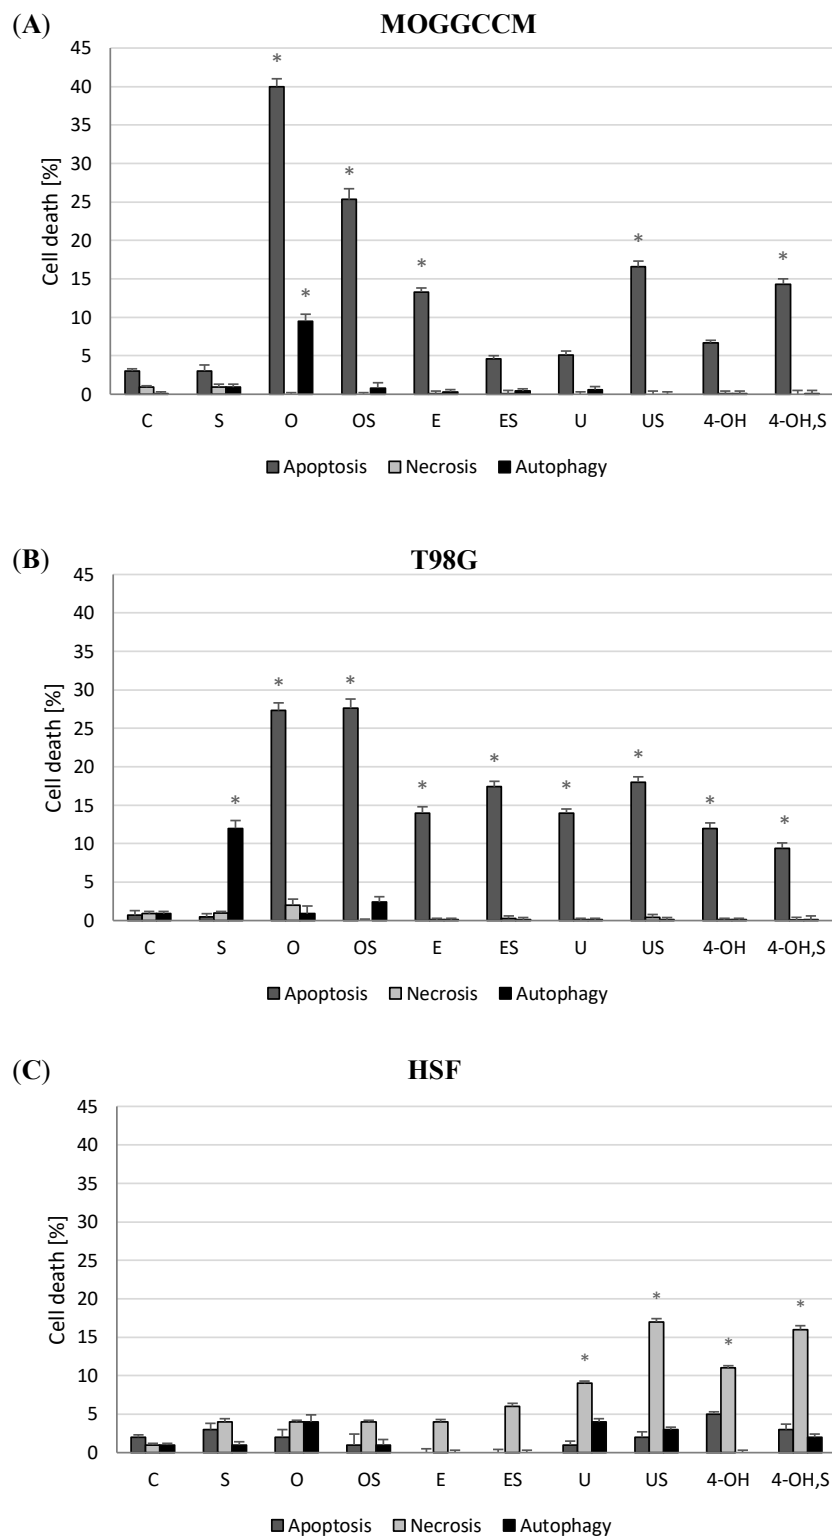 (A) MOGGCCM
45
40
35
30
25
20
15
10
5
0
Cell death [%]
* * * * * *
C S O OS E ES U US 4-OH 4-OH,S
Apoptosis Necrosis Autophagy
(B) T98G
45
40
35
30
25
20
15
10
5
0
Cell death [%]
* * * * * * * * *
C S O OS E ES U US 4-OH 4-OH,S
Apoptosis Necrosis Autophagy
(C) HSF
45
40
35
30
25
20
15
10
5
0
Cell death [%]
* * * *
C S O OS E ES U US 4-OH 4-OH,S
Apoptosis Necrosis Autophagy